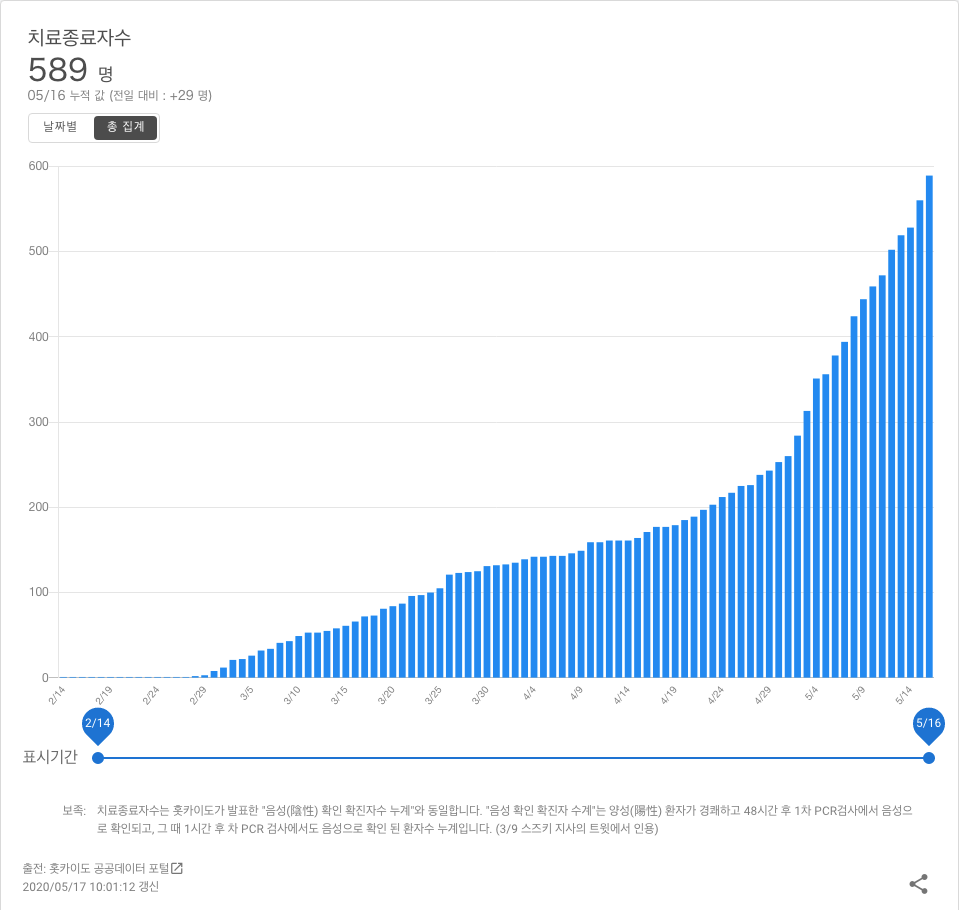 치료종료자수
589 명
05/16 누적 값 (전일 대비 : +29 명)
날짜별 총 집계
600
500
400
300
200
100
0
2/14 2/19 2/24 2/29 3/5 3/10 3/15 3/20 3/25 3/30 4/4 4/9 4/14 4/19 4/24 4/29 5/4 5/9 5/14
2/14 5/16
표시기간
보족: 치료종료자수는 홋카이도가 발표한 "음성(陰性) 확인 확진자수 누계"와 동일합니다. "음성 확인 확진자 수계"는 양성(陽性) 환자가 경쾌하고 48시간 후 1차 PCR검사에서 음성으
로 확인되고, 그 때 1시간 후 차 PCR 검사에서도 음성으로 확인 된 환자수 누계입니다. (3/9 스즈키 지사의 트윗에서 인용)
출전: 홋카이도 공공데이터 포털
2020/05/17 10:01:12 갱신